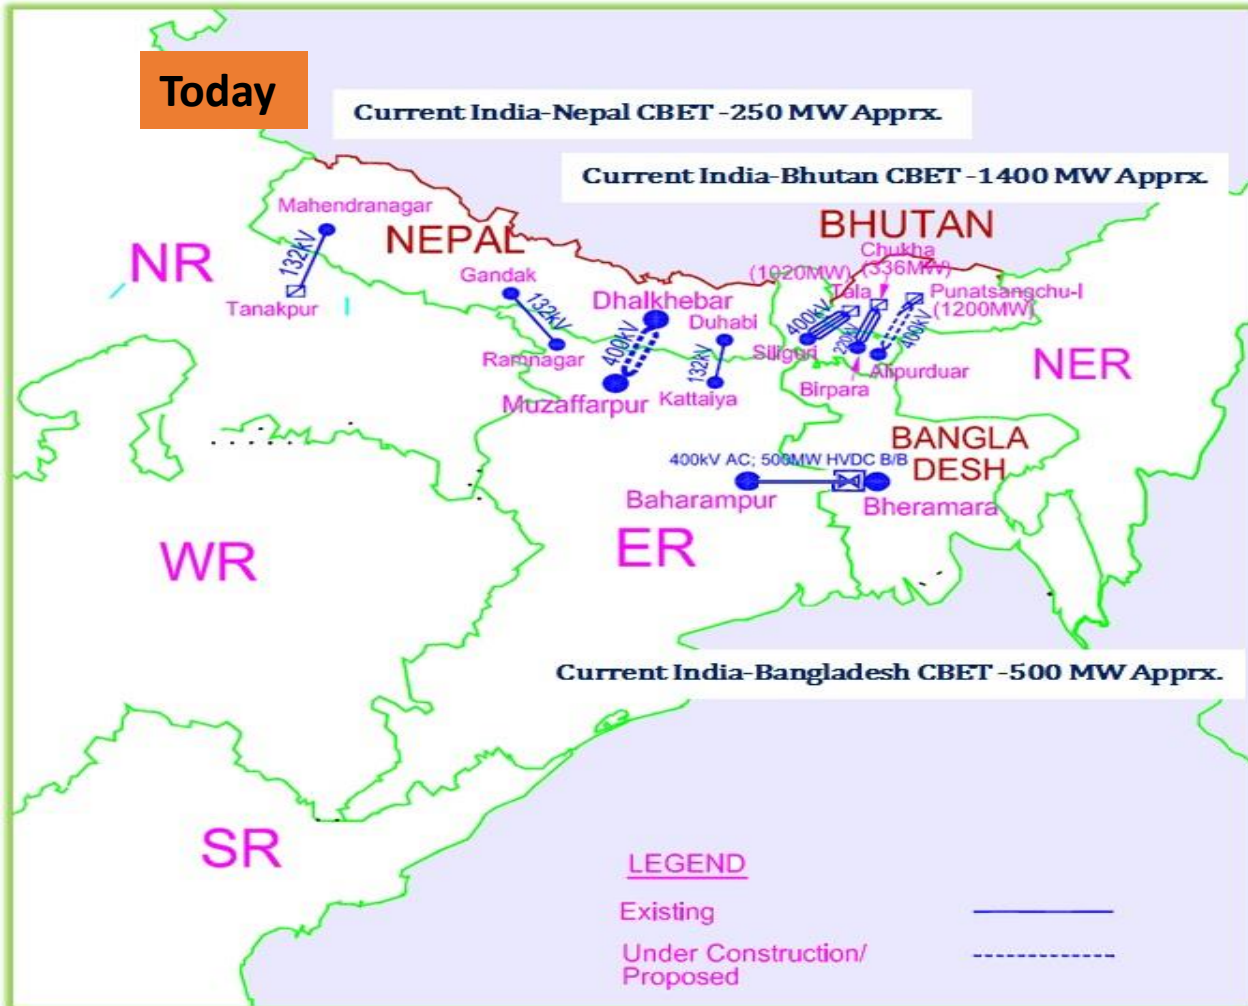 Today
Current India-Nepal CBET -250 MW Apprx.
Current India-Bhutan CBET -1400 MW Apprx.
Mahendranagar
NEPAL
BHUTAN
NR
132kV
Tanakpur
Gandak
132kV
Ramnagar
Dhalkhebar
400kV
Muzaffarpur
Duhabi
132kV
Kattaiya
Chukha
(1020MW)
(336MW)
Tala
Punatsangchu-I
(1200MW)
400kV
220kV
400kV
Siliguri
Alipurduar
Birpara
NER
BANGLA
DESH
400kV AC; 500MW HVDC B/B
Baharampur
Bheramara
WR
ER
Current India-Bangladesh CBET -500 MW Apprx.
SR
LEGEND
Existing
Under Construction/
Proposed